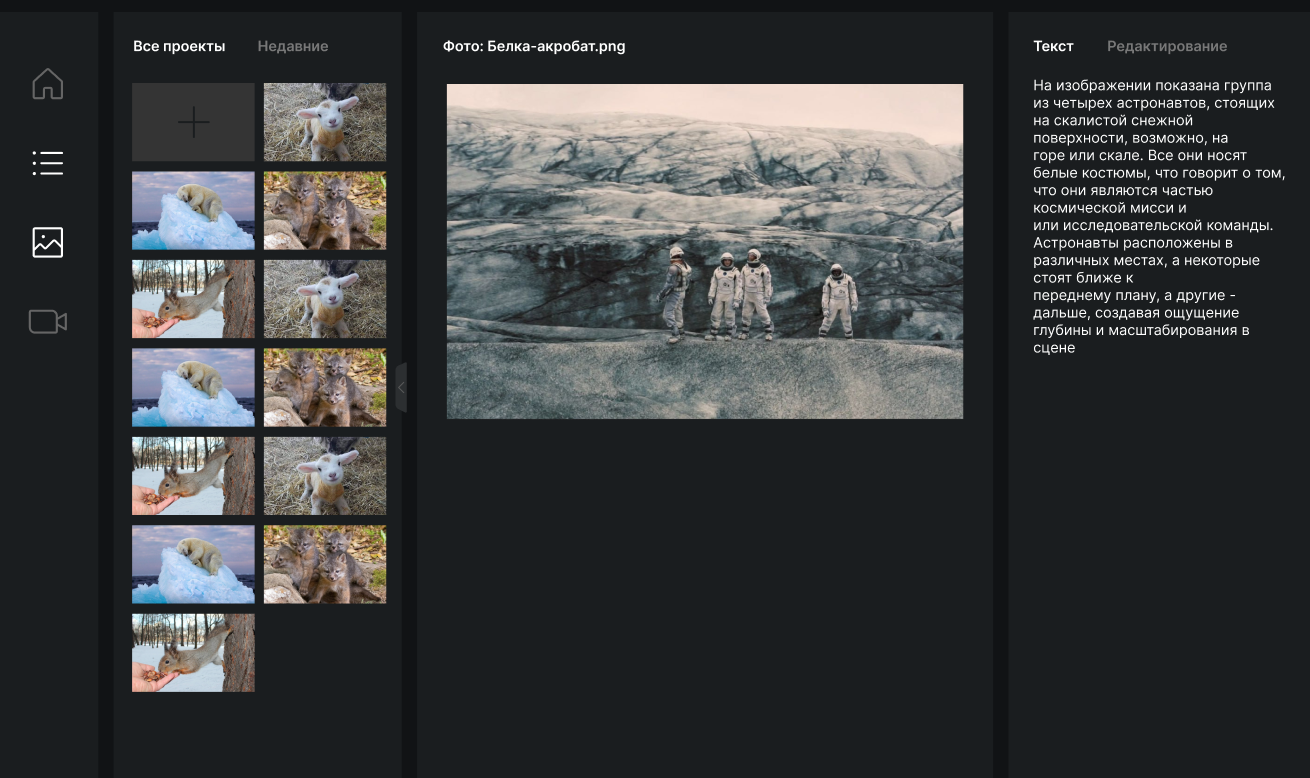 Все проекты
Недавние
Фото: Белка-акробат.png
Текст
Редактирование
На изображении показана группа
из четырех астронавтов, стоящих
на скалистой снежной
поверхности, возможно, на
горе или скале. Все они носят
белые костюмы, что говорит о том,
что они являются частью
космической мисси и
или исследовательской команды.
Астронавты расположены в
различных местах, а некоторые
стоят ближе к
переднему плану, а другие -
дальше, создавая ощущение
глубины и масштабирования в
сцене